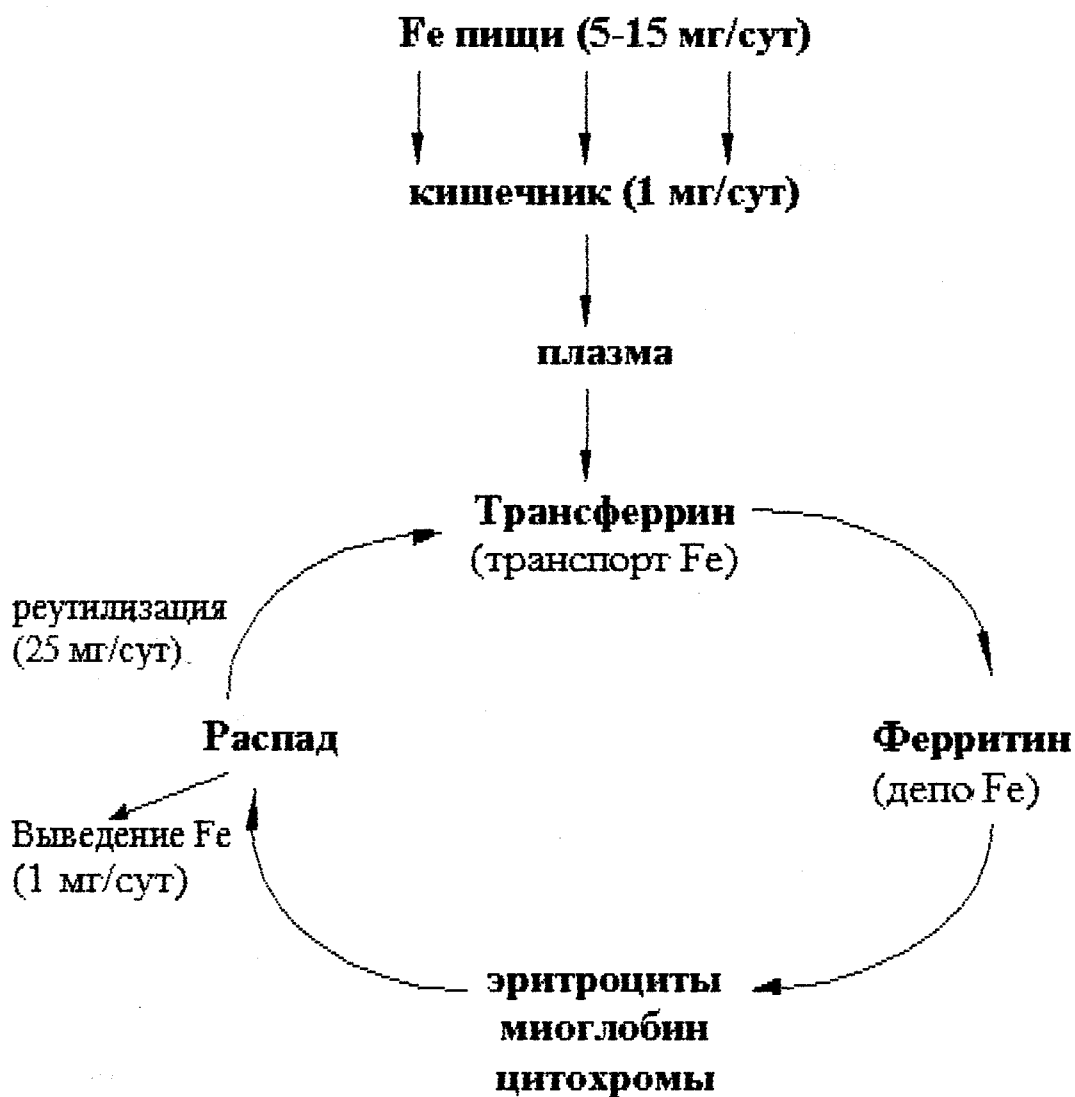 Fe пищи (5-15 мг/сут)
кишечник (1 мг/сут)
плазма
Трансферрин
(транспорт Fe)
реутилизация
(25 мг/сут)
Распад
Ферритин
(депо Fe)
Выведение Fe
(1 мг/сут)
эритроциты
миоглобин
цитохромы